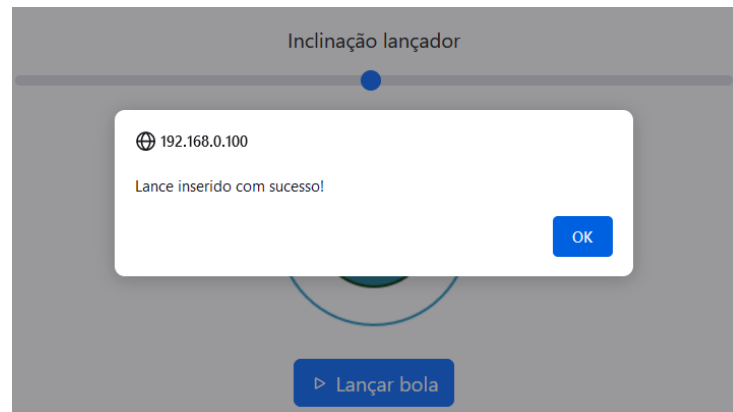 Inclinação lançador
192.168.0.100
Lance inserido com sucesso!
OK
Lançar bola